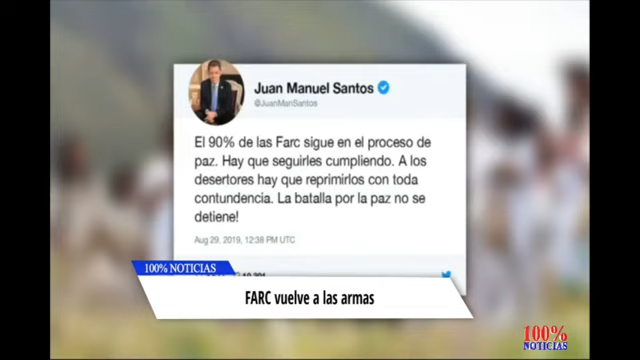 Juan Manuel Santos
@JuanManSantos
El 90% de las Farc sigue en el proceso de
paz. Hay que seguirles cumpliendo. A los
desertores hay que reprimirlos con toda
contundencia. La batalla por la paz no se
detiene!
Aug 29, 2019, 12:38 PM UTC
100% NOTICIAS
FARC vuelve a las armas
100%
NOTICIAS